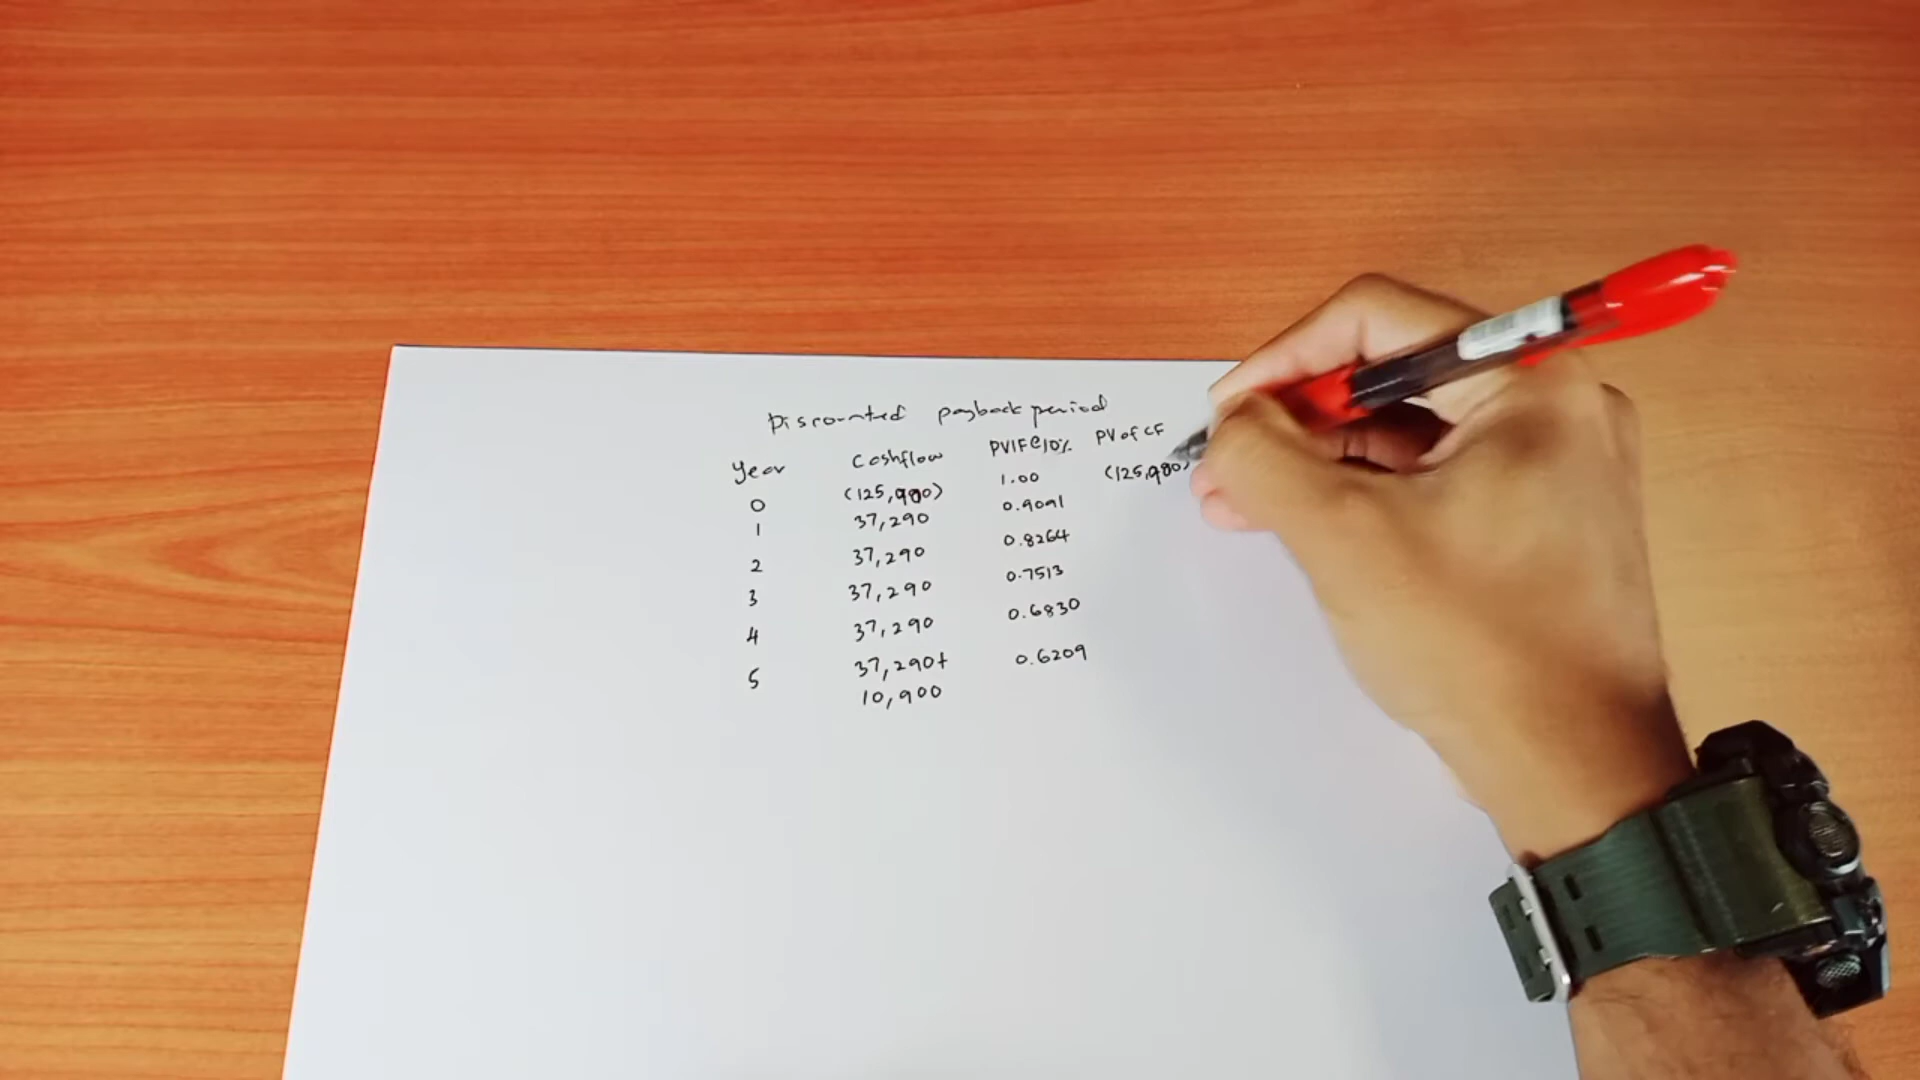 Discounted payback period
Year Cashflow PVIF@10% PV of CF
0 (125,900) 1.00 (125,900)
1 37,290 0.9091
2 37,290 0.8264
3 37,290 0.7513
4 37,290 0.6830
5 37,290+ 0.6209
10,900